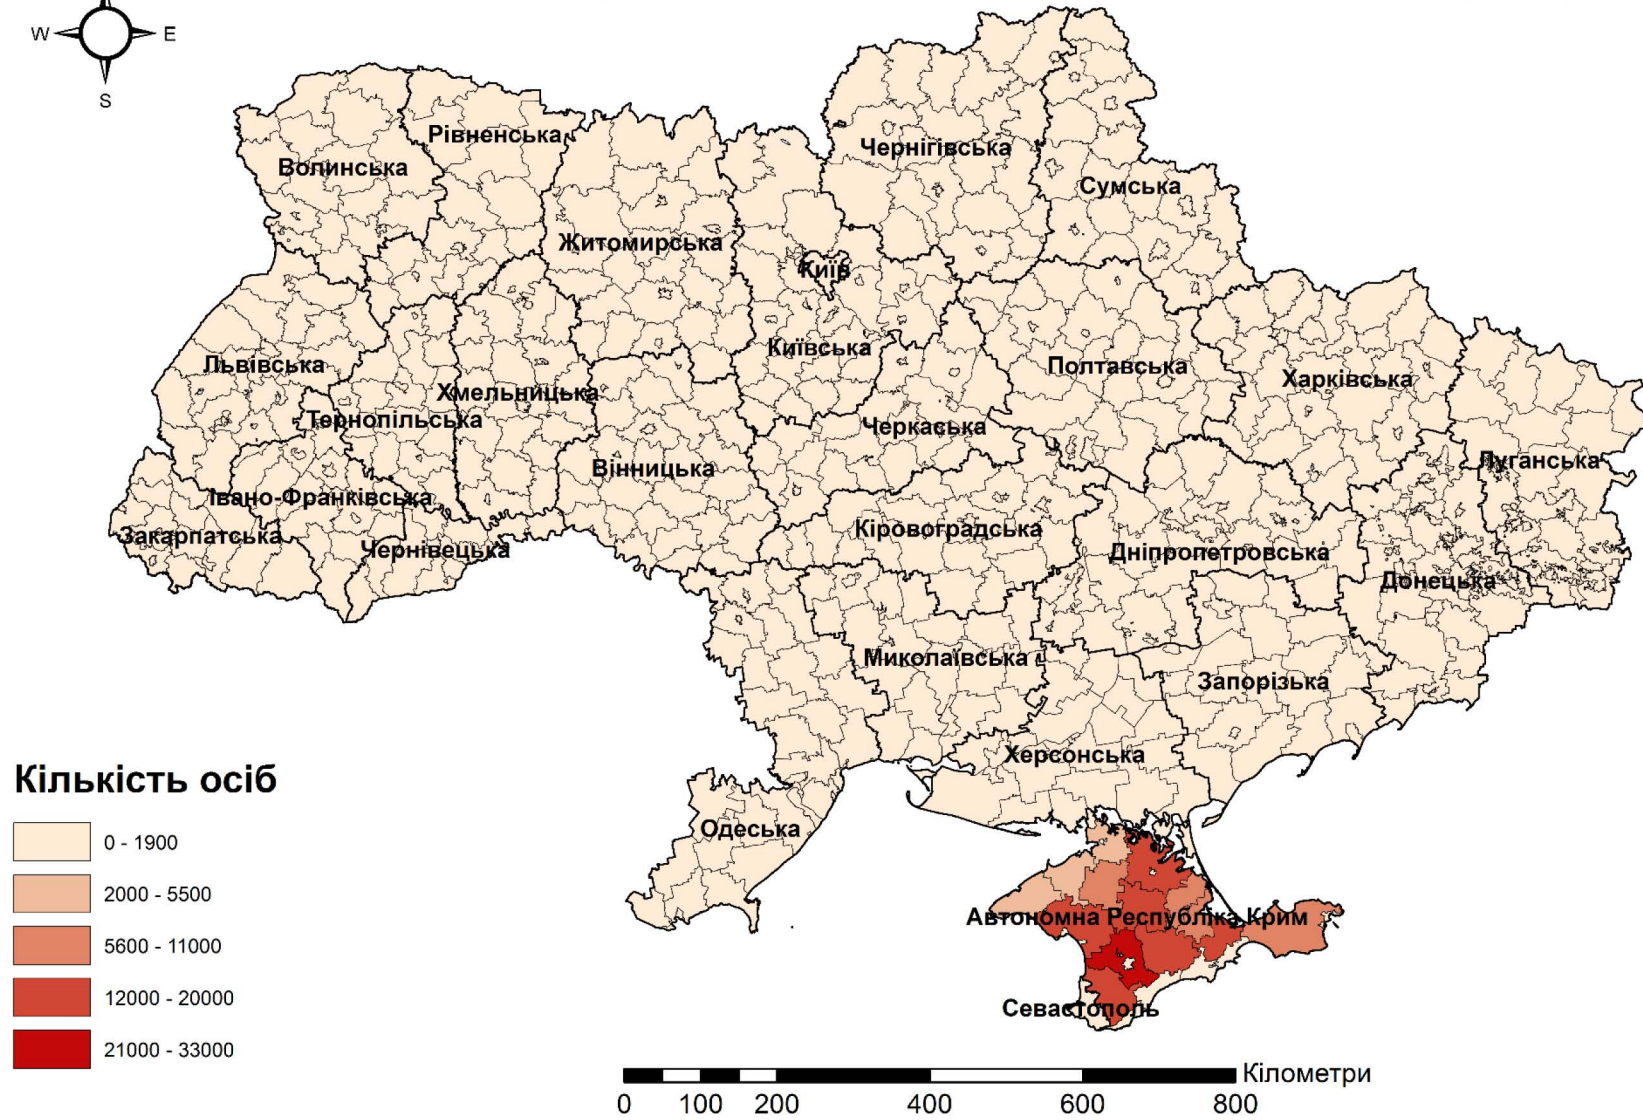 W E
S
Рівненська
Волинська
Чернігівська
Сумська
Житомирська
Київ
Київська
Львівська
Полтавська
Харківська
Хмельницька
Тернопільська
Черкаська
Вінницька
Луганська
Івано-Франківська
Закарпатська
Чернівецька
Кіровоградська
Дніпропетровська
Донецька
Миколаївська
Запорізька
Херсонська
Одеська
Автономна Республіка Крим
Севастополь
Кількість осіб
0 - 1900
2000 - 5500
5600 - 11000
12000 - 20000
21000 - 33000
Кілометри
0 100 200 400 600 800